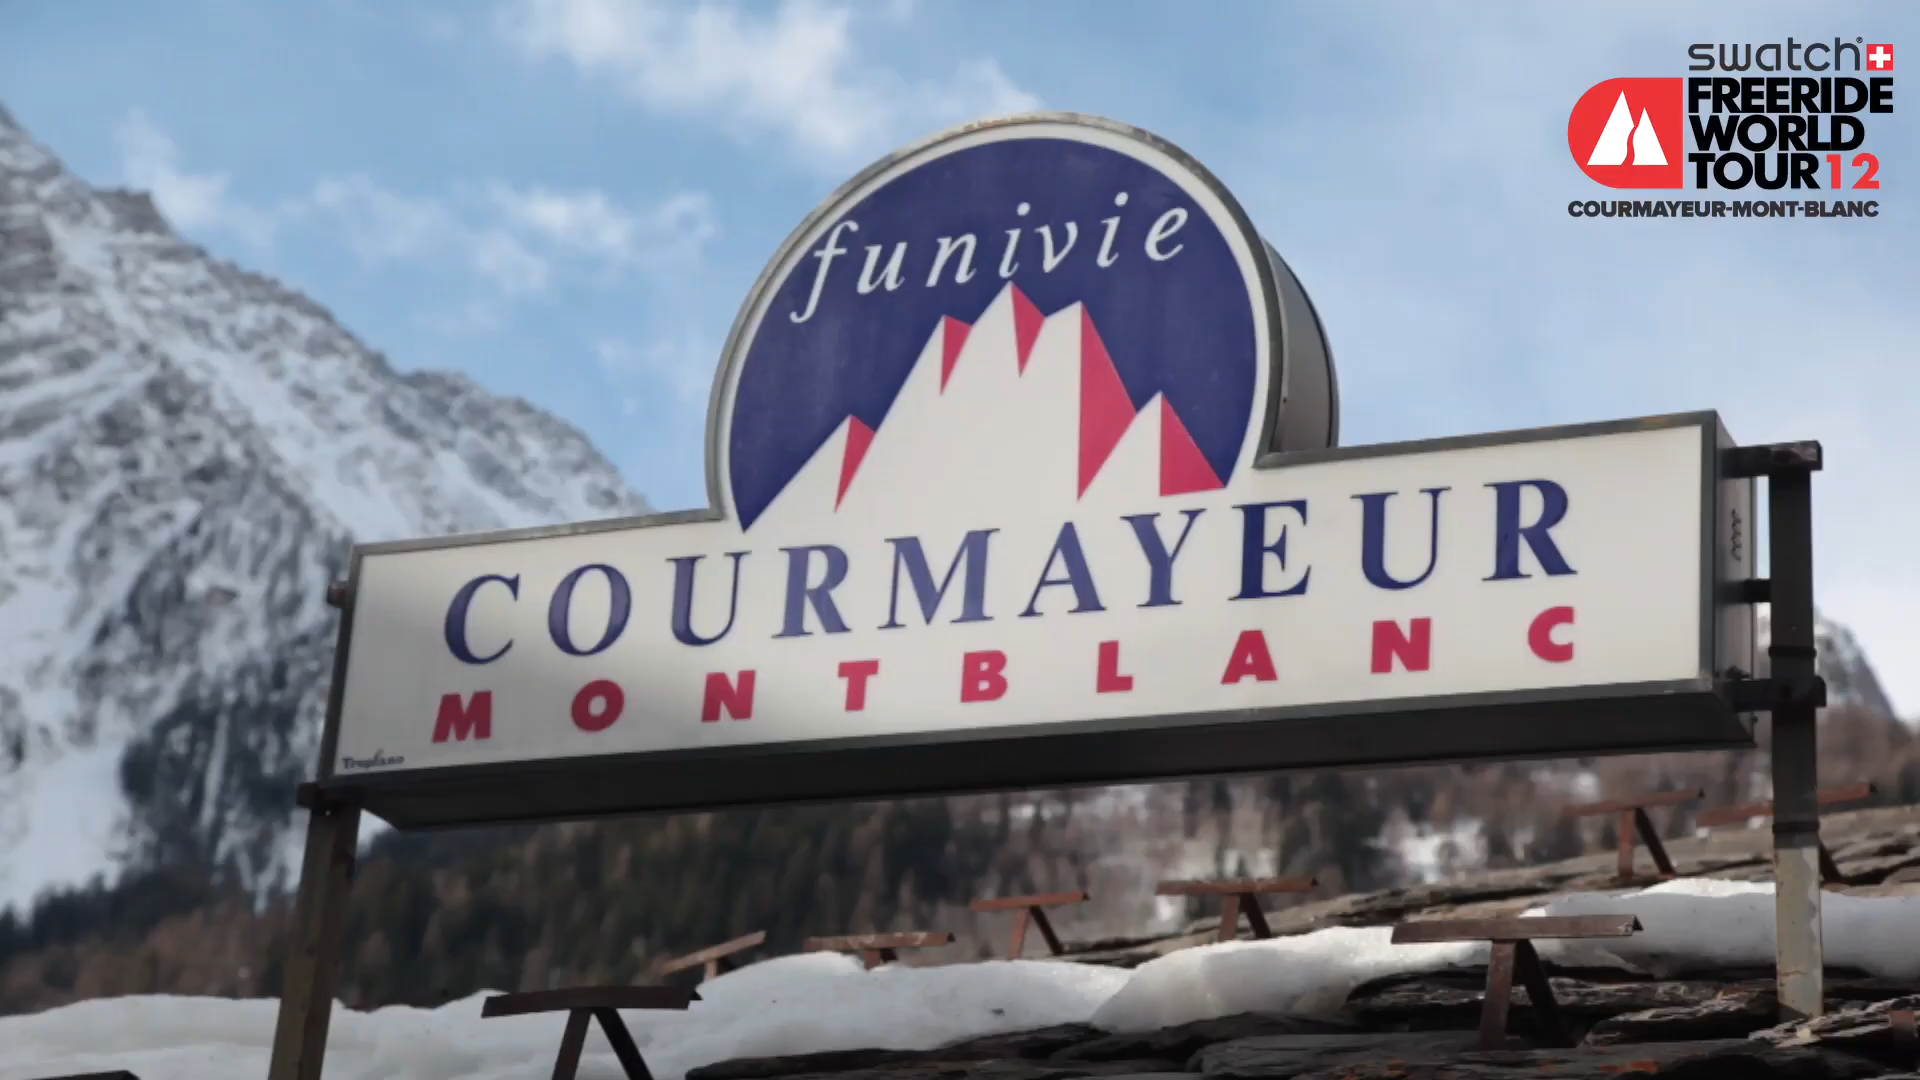 swatch
FREERIDE
WORLD
TOUR12
COURMAYEUR-MONT-BLANC
funivie
COURMAYEUR
MONTBLANC